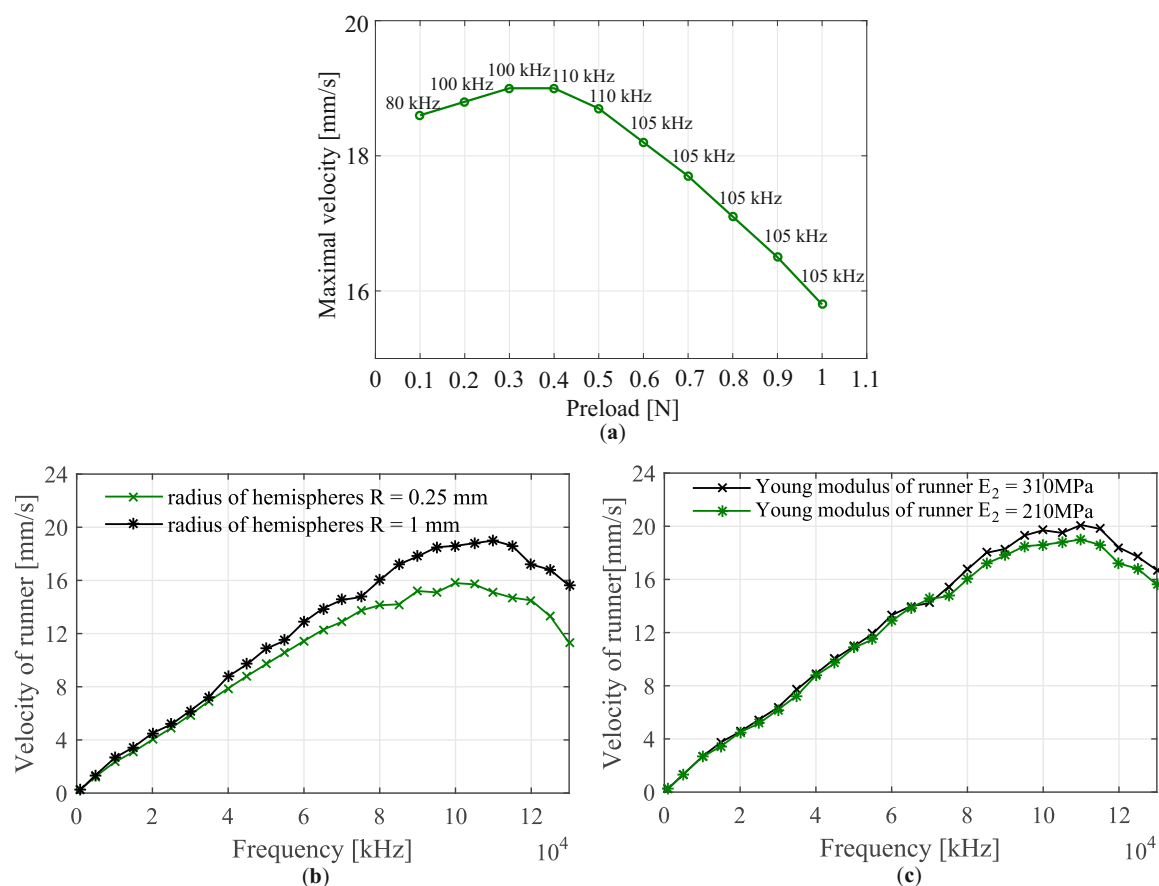 20
18
16
Maximal velocity [mm/s]
80 kHz
100 kHz
100 kHz
110 kHz
110 kHz
105 kHz
105 kHz
105 kHz
105 kHz
105 kHz
0 0.1 0.2 0.3 0.4 0.5 0.6 0.7 0.8 0.9 1 1.1
Preload [N]
(a)
24
20
16
12
8
4
0
Velocity of runner [mm/s]
radius of hemispheres R = 0.25 mm
radius of hemispheres R = 1 mm
0 2 4 6 8 10 12
Frequency [kHz]
10⁴
(b)
24
20
16
12
8
4
0
Velocity of runner[mm/s]
Young modulus of runner E₂ = 310MPa
Young modulus of runner E₂ = 210MPa
0 2 4 6 8 10 12
Frequency [kHz]
10⁴
(c)